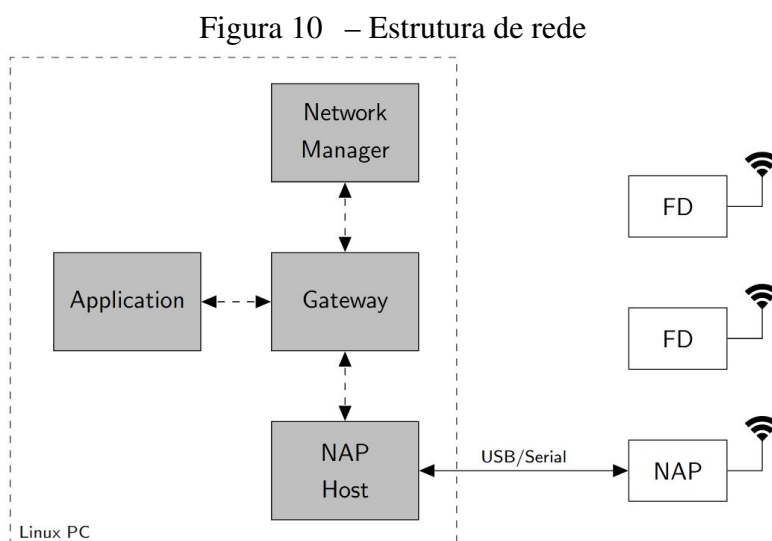 Figura 10 – Estrutura de rede
Network
Manager
FD
Application
Gateway
FD
NAP
Host
USB/Serial
NAP
Linux PC